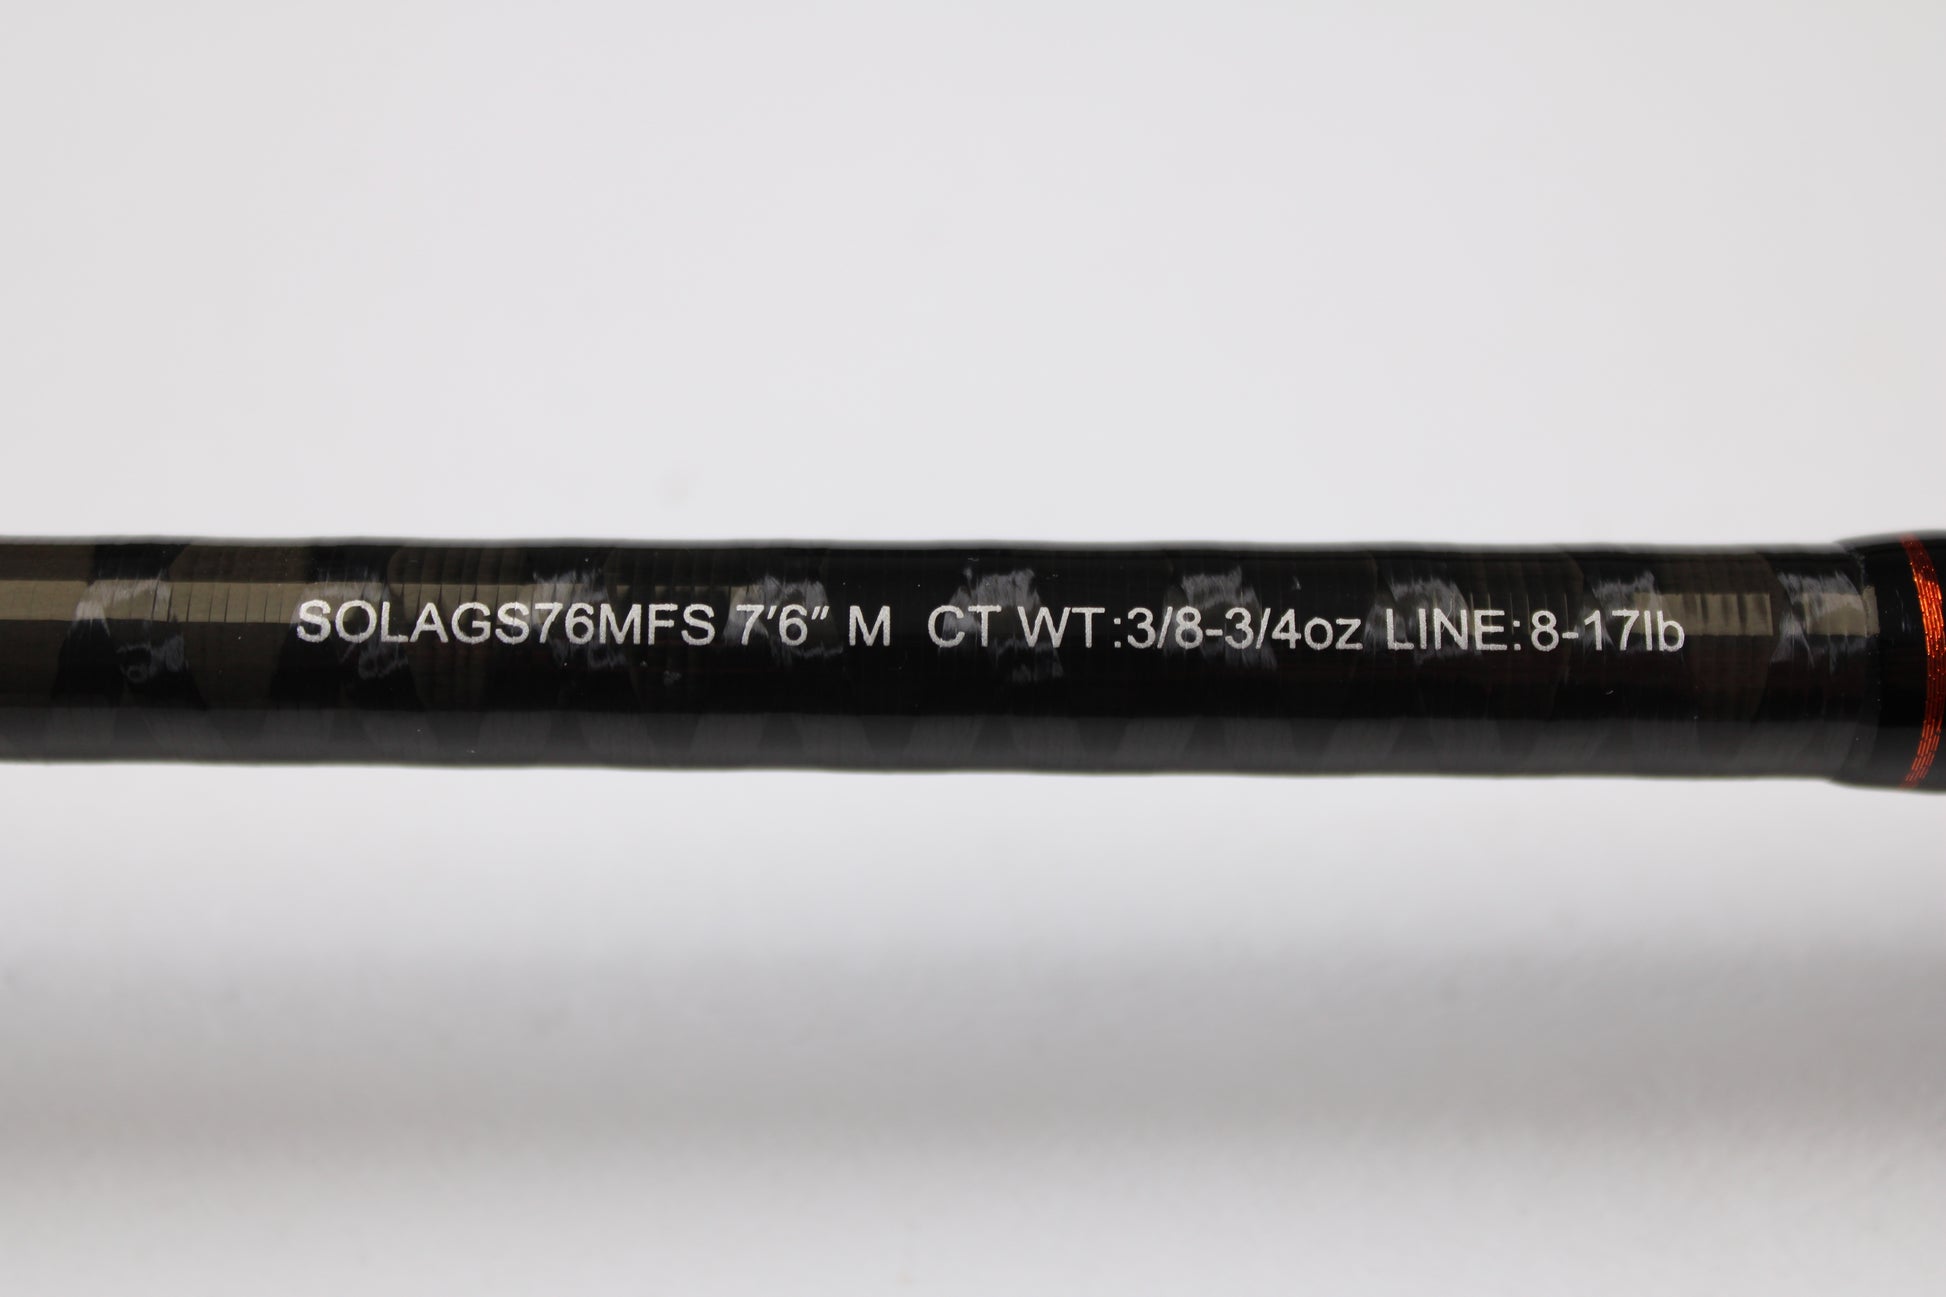 SOLAGS76MFS 7'6" M CT WT:3/8-3/4oz LINE:8-17lb